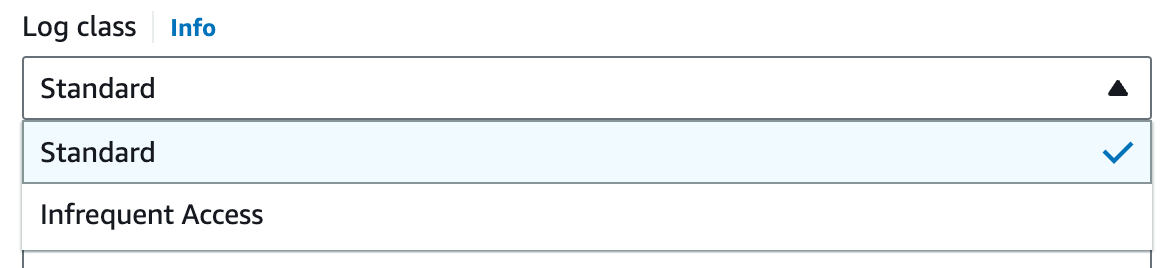 Log class Info
Standard
Standard
Infrequent Access